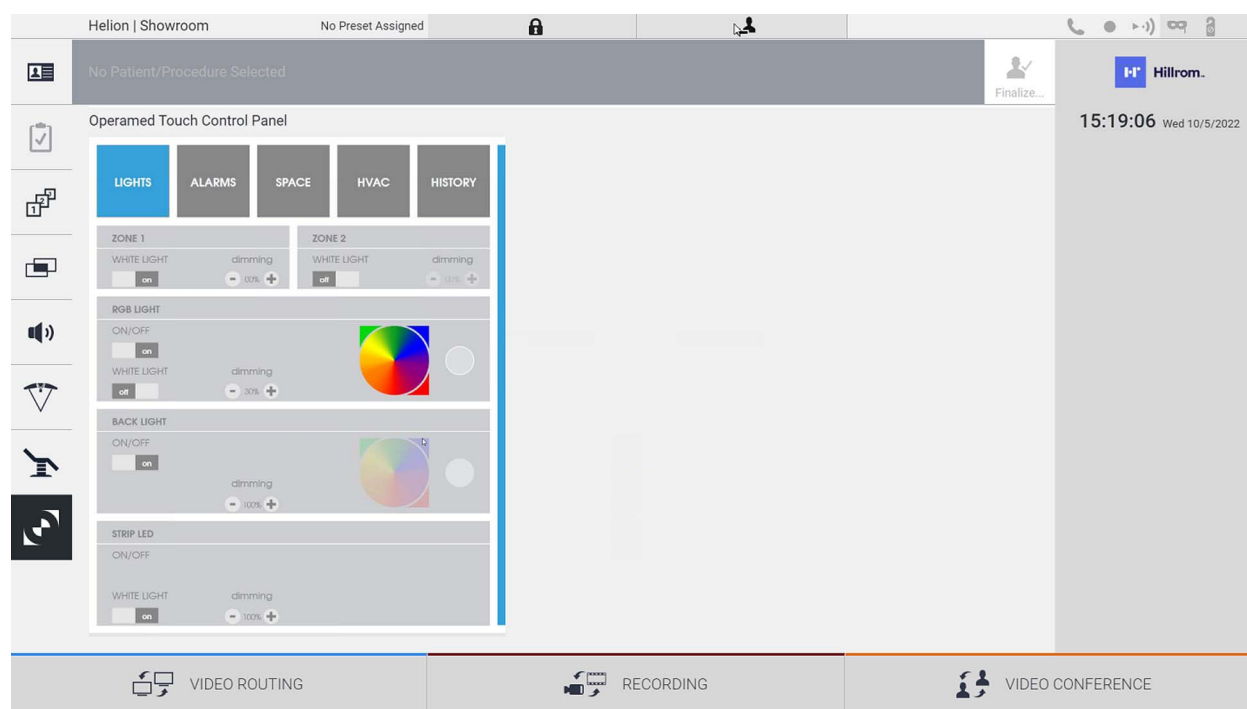 Helion | Showroom No Preset Assigned
No Patient/Procedure Selected
Finalize...
Hillrom™
15:19:06 Wed 10/5/2022
Operamed Touch Control Panel
LIGHTS ALARMS SPACE HVAC HISTORY
ZONE 1 ZONE 2
WHITE LIGHT dimming WHITE LIGHT dimming
on - 00% + off - +
RGB LIGHT
ON/OFF
on
WHITE LIGHT dimming
off - 30% +
BACK LIGHT
ON/OFF
on
dimming
- 100% +
STRIP LED
ON/OFF
WHITE LIGHT dimming
on - 100% +
VIDEO ROUTING RECORDING VIDEO CONFERENCE